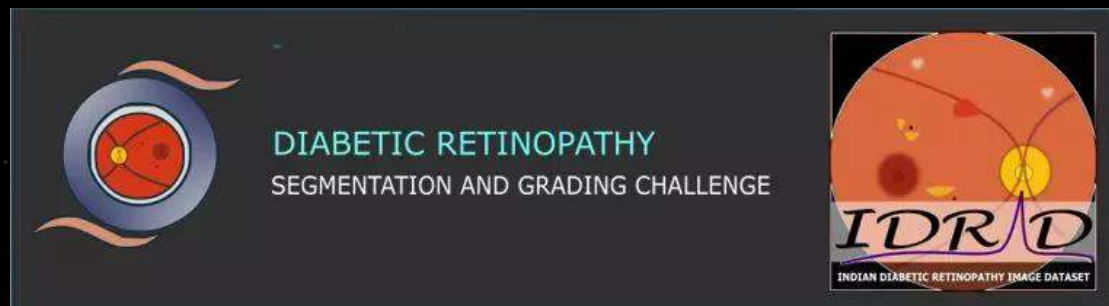 DIABETIC RETINOPATHY
SEGMENTATION AND GRADING CHALLENGE
IDRiD
INDIAN DIABETIC RETINOPATHY IMAGE DATASET